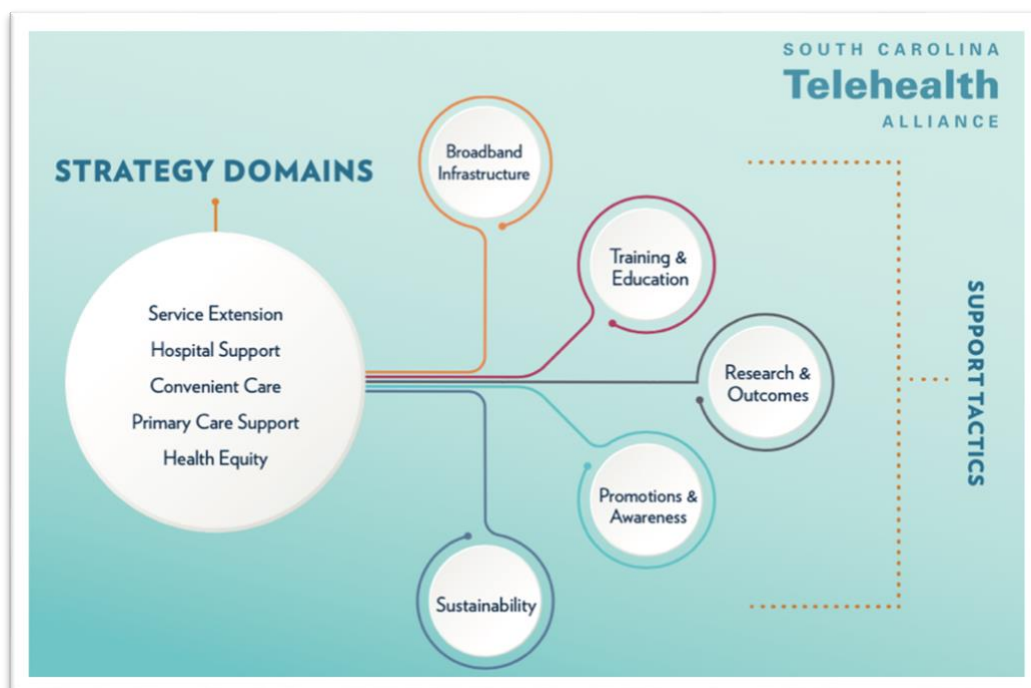 SOUTH CAROLINA
Telehealth
ALLIANCE
STRATEGY DOMAINS
Service Extension
Hospital Support
Convenient Care
Primary Care Support
Health Equity
Broadband
Infrastructure
Training &
Education
Research &
Outcomes
Promotions &
Awareness
Sustainability
SUPPORT TACTICS